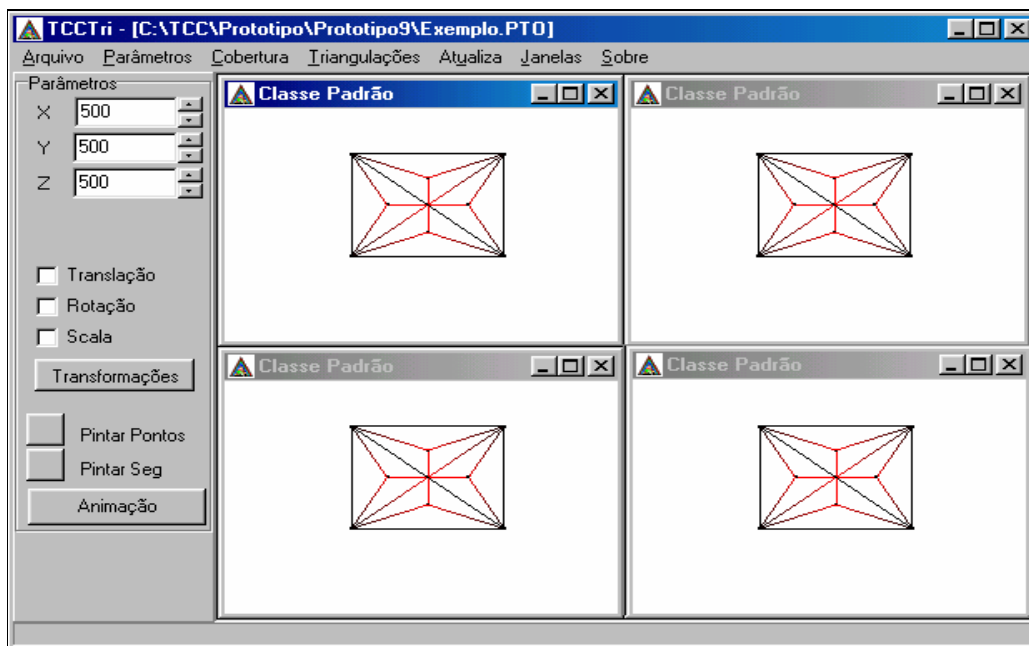 TCCTri - [C:\TCC\Prototipo\Prototipo9\Exemplo.PTO]
Arquivo Parâmetros Cobertura Triangulações Atualiza Janelas Sobre
Parâmetros
X 500
Y 500
Z 500
Translação
Rotação
Scala
Transformações
Pintar Pontos
Pintar Seg
Animação
Classe Padrão
Classe Padrão
Classe Padrão
Classe Padrão